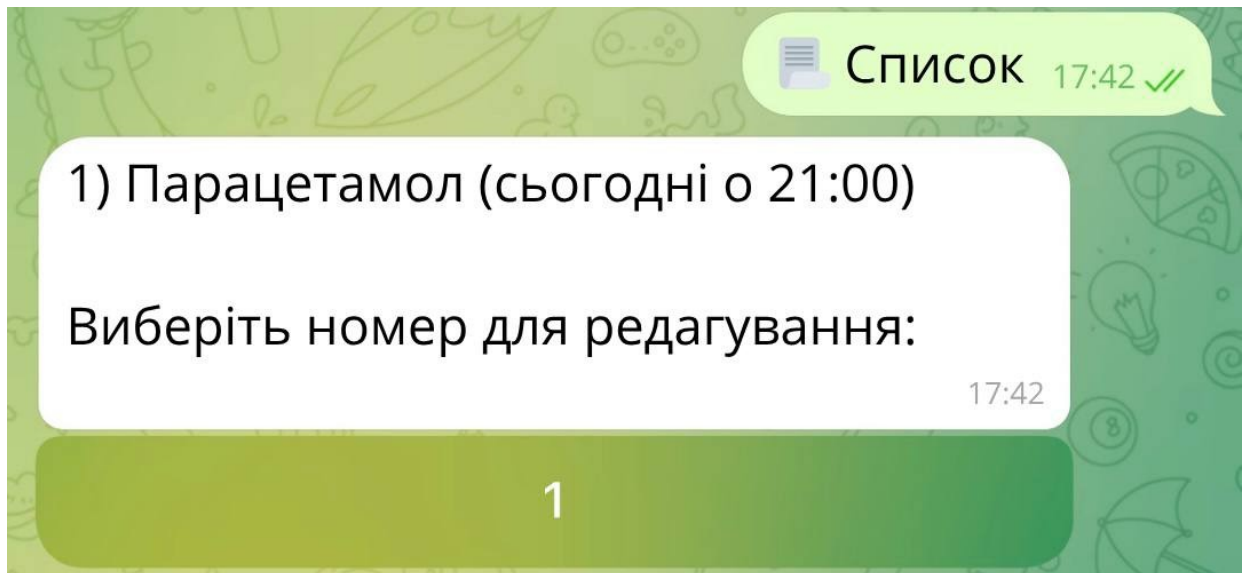 Список 17:42
1) Парацетамол (сьогодні о 21:00)
Виберіть номер для редагування:
17:42
1